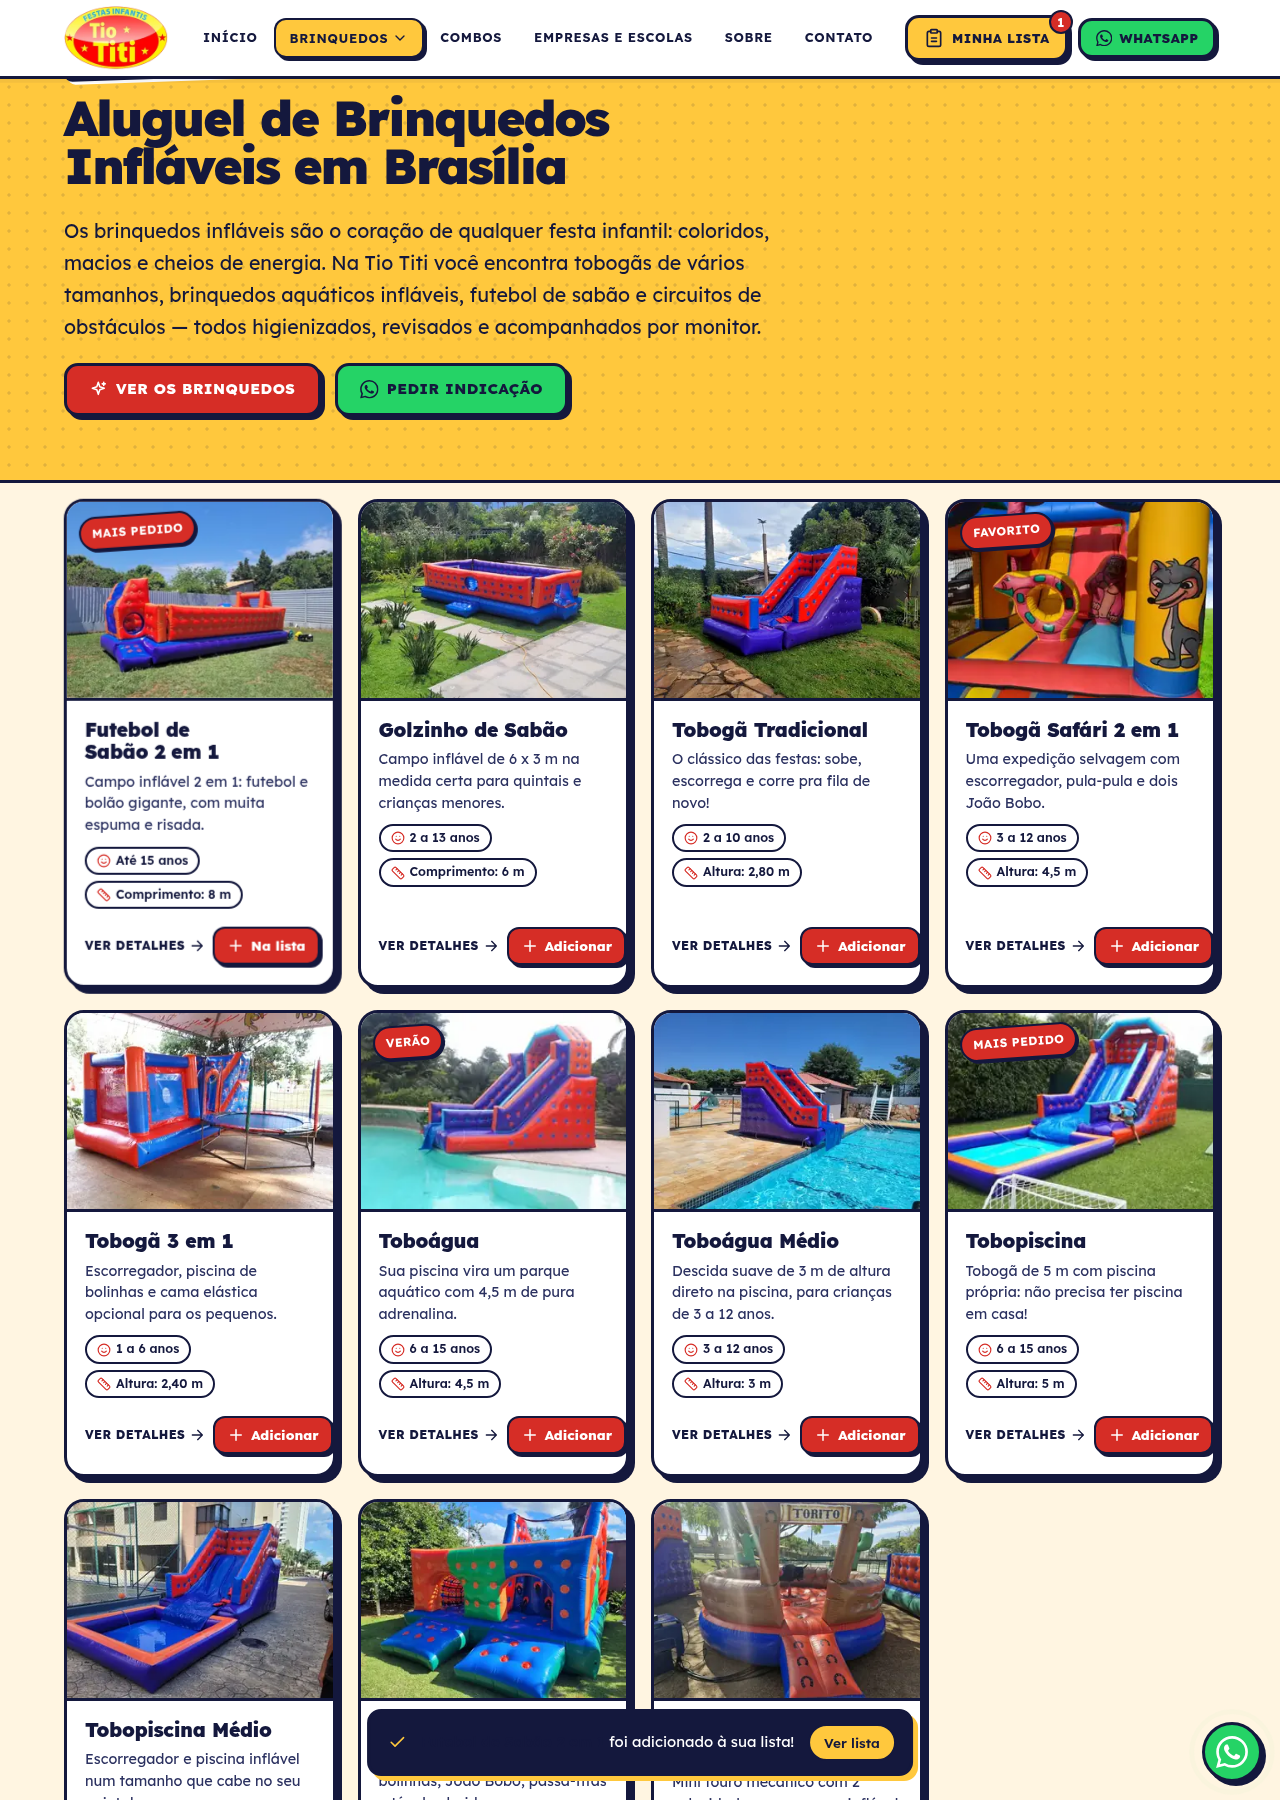 FESTAS INFANTIS
Tio
Titi
INÍCIO
BRINQUEDOS
COMBOS
EMPRESAS E ESCOLAS
SOBRE
CONTATO
MINHA LISTA
1
WHATSAPP
Aluguel de Brinquedos
Infláveis em Brasília
Os brinquedos infláveis são o coração de qualquer festa infantil: coloridos,
macios e cheios de energia. Na Tio Titi você encontra tobogãs de vários
tamanhos, brinquedos aquáticos infláveis, futebol de sabão e circuitos de
obstáculos — todos higienizados, revisados e acompanhados por monitor.
VER OS BRINQUEDOS
PEDIR INDICAÇÃO
MAIS PEDIDO
Futebol de
Sabão 2 em 1
Campo inflável 2 em 1: futebol e
bolão gigante, com muita
espuma e risada.
Até 15 anos
Comprimento: 8 m
VER DETALHES
Na lista
Golzinho de Sabão
Campo inflável de 6 x 3 m na
medida certa para quintais e
crianças menores.
2 a 13 anos
Comprimento: 6 m
VER DETALHES
Adicionar
Tobogã Tradicional
O clássico das festas: sobe,
escorrega e corre pra fila de
novo!
2 a 10 anos
Altura: 2,80 m
VER DETALHES
Adicionar
FAVORITO
Tobogã Safári 2 em 1
Uma expedição selvagem com
escorregador, pula-pula e dois
João Bobo.
3 a 12 anos
Altura: 4,5 m
VER DETALHES
Adicionar
Tobogã 3 em 1
Escorregador, piscina de
bolinhas e cama elástica
opcional para os pequenos.
1 a 6 anos
Altura: 2,40 m
VER DETALHES
Adicionar
VERÃO
Toboágua
Sua piscina vira um parque
aquático com 4,5 m de pura
adrenalina.
6 a 15 anos
Altura: 4,5 m
VER DETALHES
Adicionar
Toboágua Médio
Descida suave de 3 m de altura
direto na piscina, para crianças
de 3 a 12 anos.
3 a 12 anos
Altura: 3 m
VER DETALHES
Adicionar
MAIS PEDIDO
Tobopiscina
Tobogã de 5 m com piscina
própria: não precisa ter piscina
em casa!
6 a 15 anos
Altura: 5 m
VER DETALHES
Adicionar
Tobopiscina Médio
Escorregador e piscina inflável
num tamanho que cabe no seu
TORITO
bolinhas, João Bobo, passa-mas
Mini touro mecânico com 2
foi adicionado à sua lista!
Ver lista